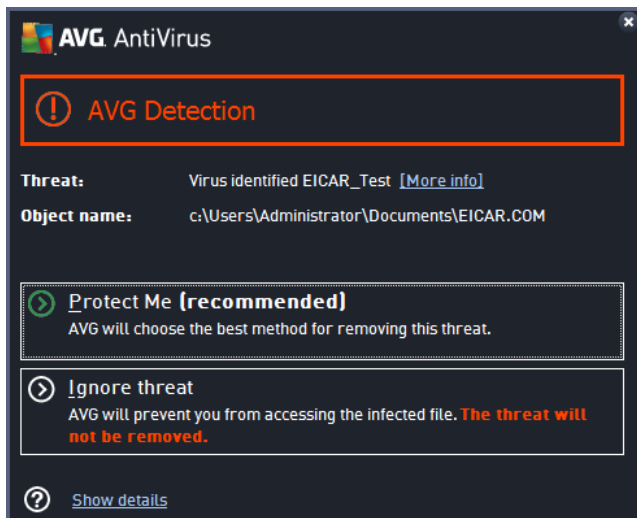 AVG. AntiVirus
AVG Detection
Threat: Virus identified EICAR_Test [More info]
Object name: c:\Users\Administrator\Documents\EICAR.COM
Protect Me (recommended)
AVG will choose the best method for removing this threat.
Ignore threat
AVG will prevent you from accessing the infected file. The threat will
not be removed.
Show details